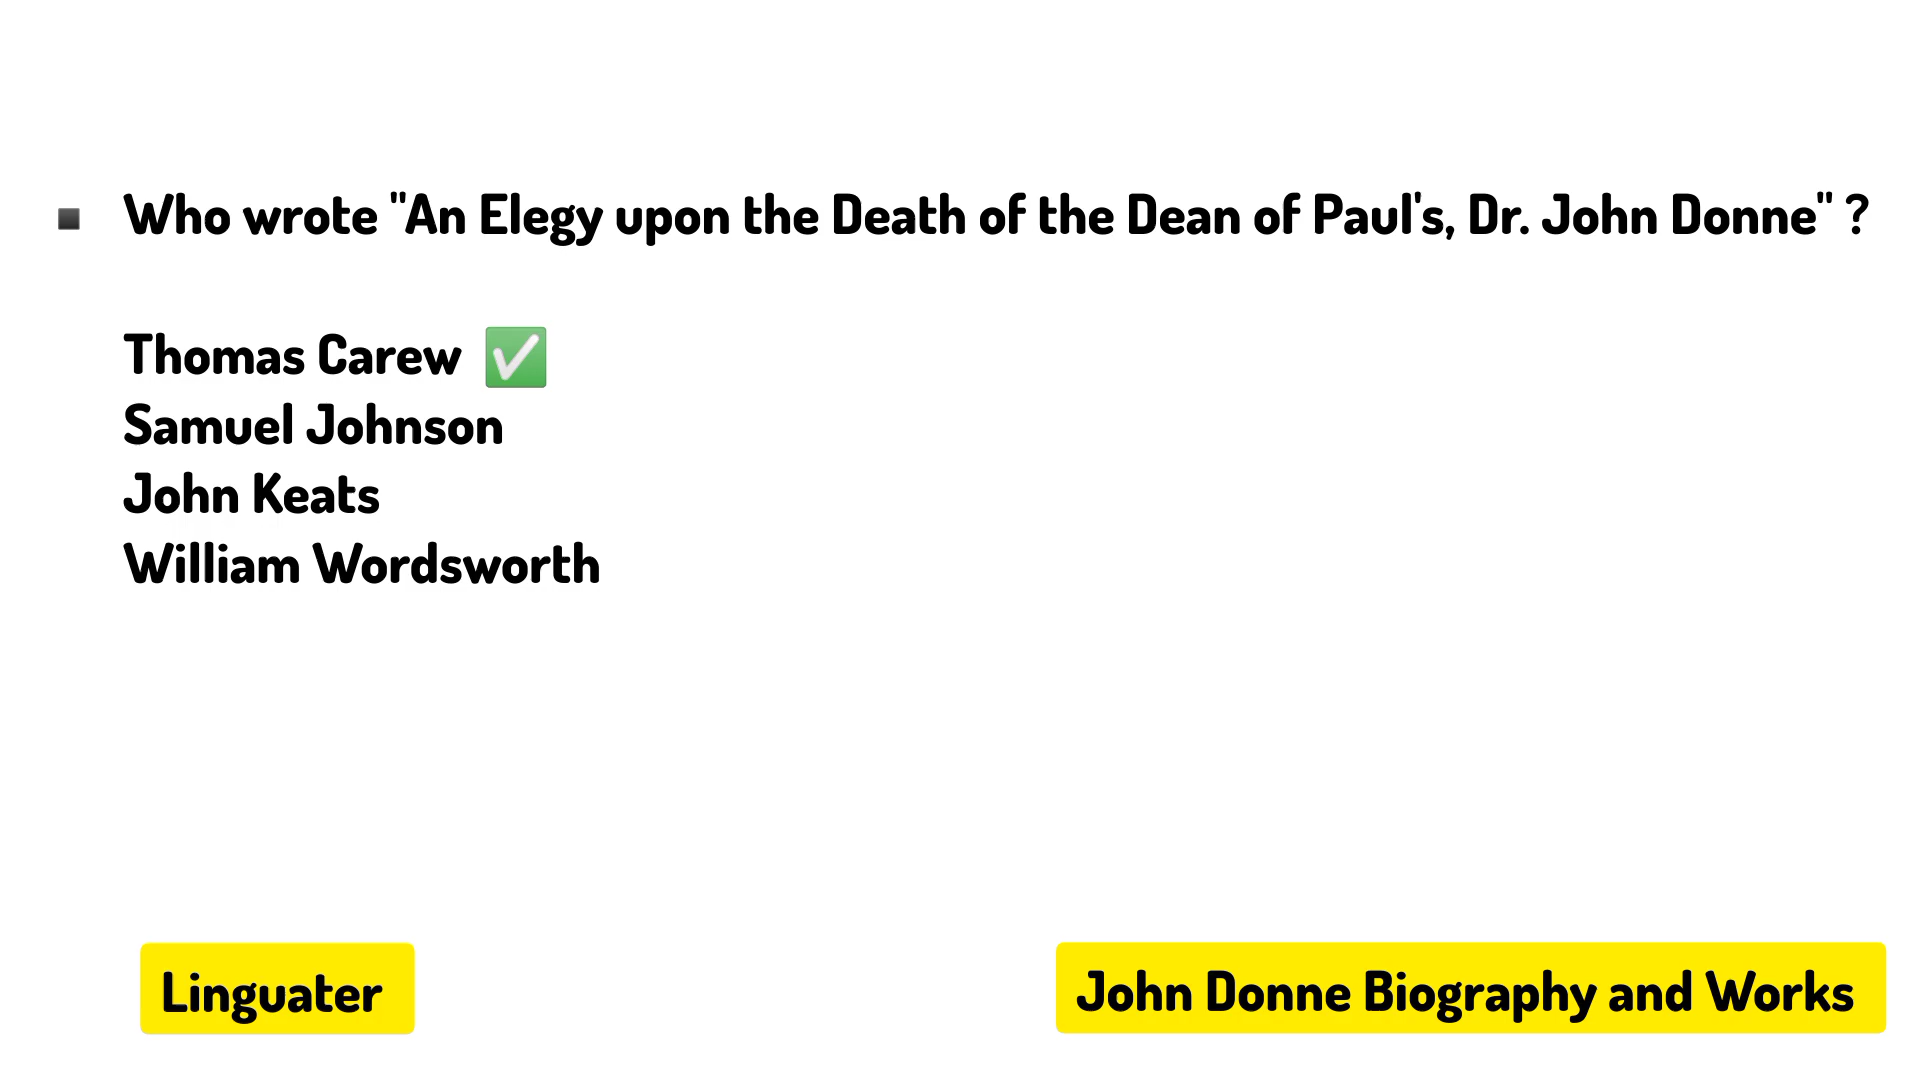 ▪ Who wrote "An Elegy upon the Death of the Dean of Paul's, Dr. John Donne" ?
Thomas Carew ✅
Samuel Johnson
John Keats
William Wordsworth
Linguater
John Donne Biography and Works